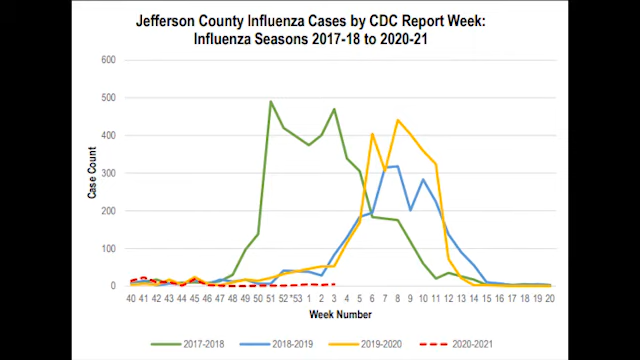 Jefferson County Influenza Cases by CDC Report Week:
Influenza Seasons 2017-18 to 2020-21
600
500
400
300
200
100
0
Case Count
40 41 42 43 44 45 46 47 48 49 50 51 52 *53 1 2 3 4 5 6 7 8 9 10 11 12 13 14 15 16 17 18 19 20
Week Number
2017-2018 2018-2019 2019-2020 2020-2021